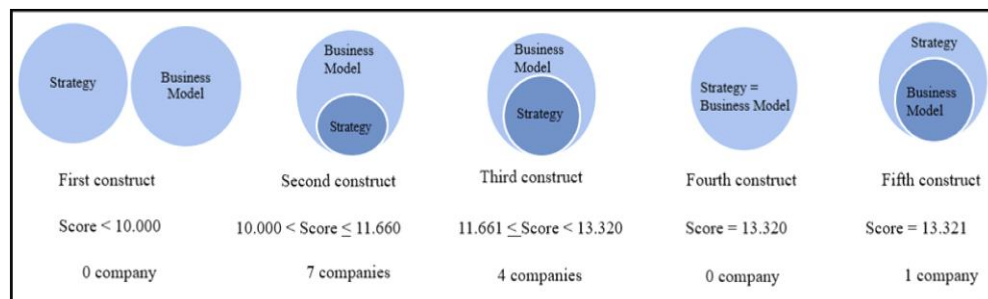 Strategy
Business
Model
Business
Model
Strategy
Business
Model
Strategy
Strategy =
Business Model
Strategy
Business
Model
First construct
Second construct
Third construct
Fourth construct
Fifth construct
Score < 10.000
10.000 < Score ≤ 11.660
11.661 ≤ Score < 13.320
Score = 13.320
Score = 13.321
0 company
7 companies
4 companies
0 company
1 company